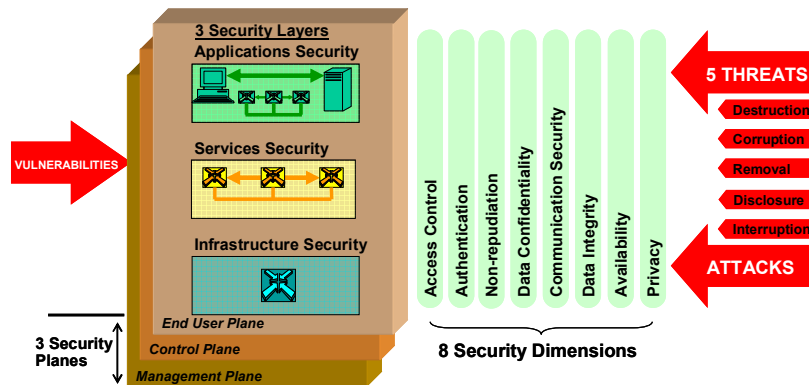 3 Security Layers
Applications Security
Services Security
Infrastructure Security
End User Plane
Control Plane
Management Plane
VULNERABILITIES
3 Security
Planes
Access Control
Authentication
Non-repudiation
Data Confidentiality
Communication Security
Data Integrity
Availability
Privacy
8 Security Dimensions
5 THREATS
Destruction
Corruption
Removal
Disclosure
Interruption
ATTACKS